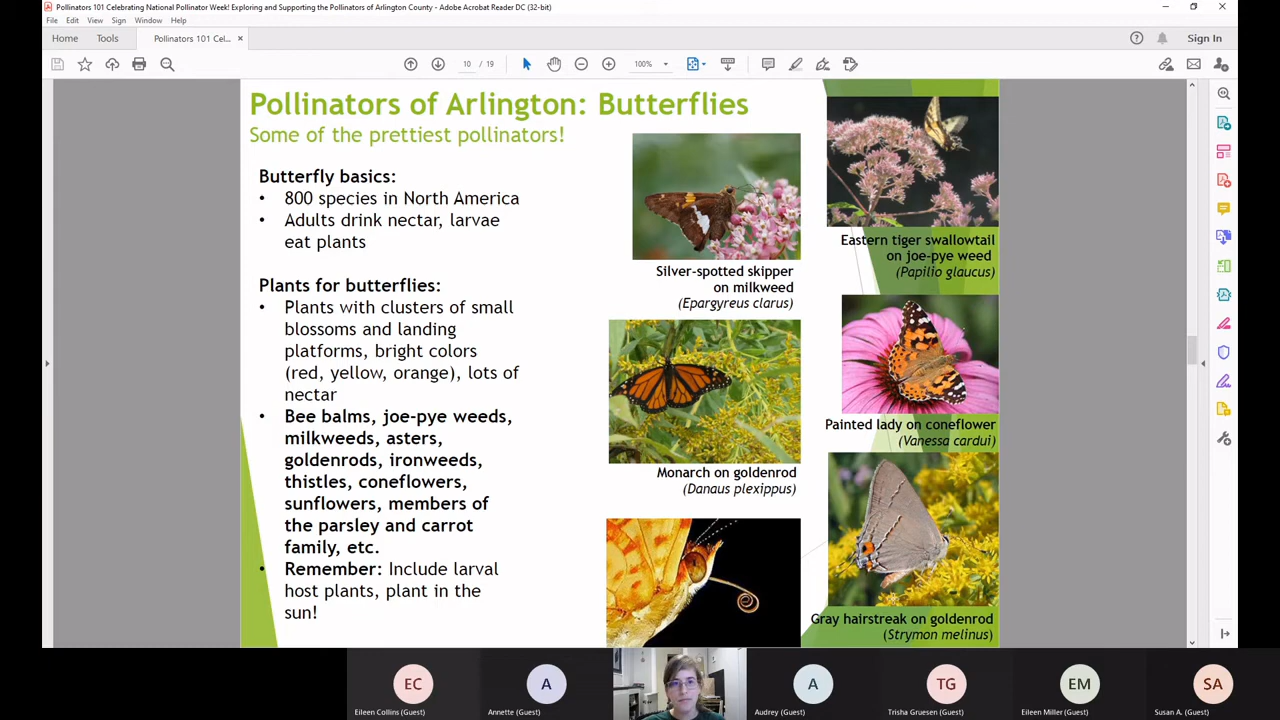 Pollinators 101 Celebrating National Pollinator Week! Exploring and Supporting the Pollinators of Arlington County - Adobe Acrobat Reader DC (32-bit)
File Edit View Sign Window Help
Home Tools Pollinators 101 Cel... × Sign In
10 / 19 100%
Pollinators of Arlington: Butterflies
Some of the prettiest pollinators!
Butterfly basics:
• 800 species in North America
• Adults drink nectar, larvae
eat plants
Plants for butterflies:
• Plants with clusters of small
blossoms and landing
platforms, bright colors
(red, yellow, orange), lots of
nectar
• Bee balms, joe-pye weeds,
milkweeds, asters,
goldenrods, ironweeds,
thistles, coneflowers,
sunflowers, members of
the parsley and carrot
family, etc.
• Remember: Include larval
host plants, plant in the
sun!
Silver-spotted skipper
on milkweed
(Epargyreus clarus)
Monarch on goldenrod
(Danaus plexippus)
Eastern tiger swallowtail
on joe-pye weed
(Papilio glaucus)
Painted lady on coneflower
(Vanessa cardui)
Gray hairstreak on goldenrod
(Strymon melinus)
EC A A TG EM SA
Eileen Collins (Guest) Annette (Guest) Audrey (Guest) Trisha Gruesen (Guest) Eileen Miller (Guest) Susan A. (Guest)